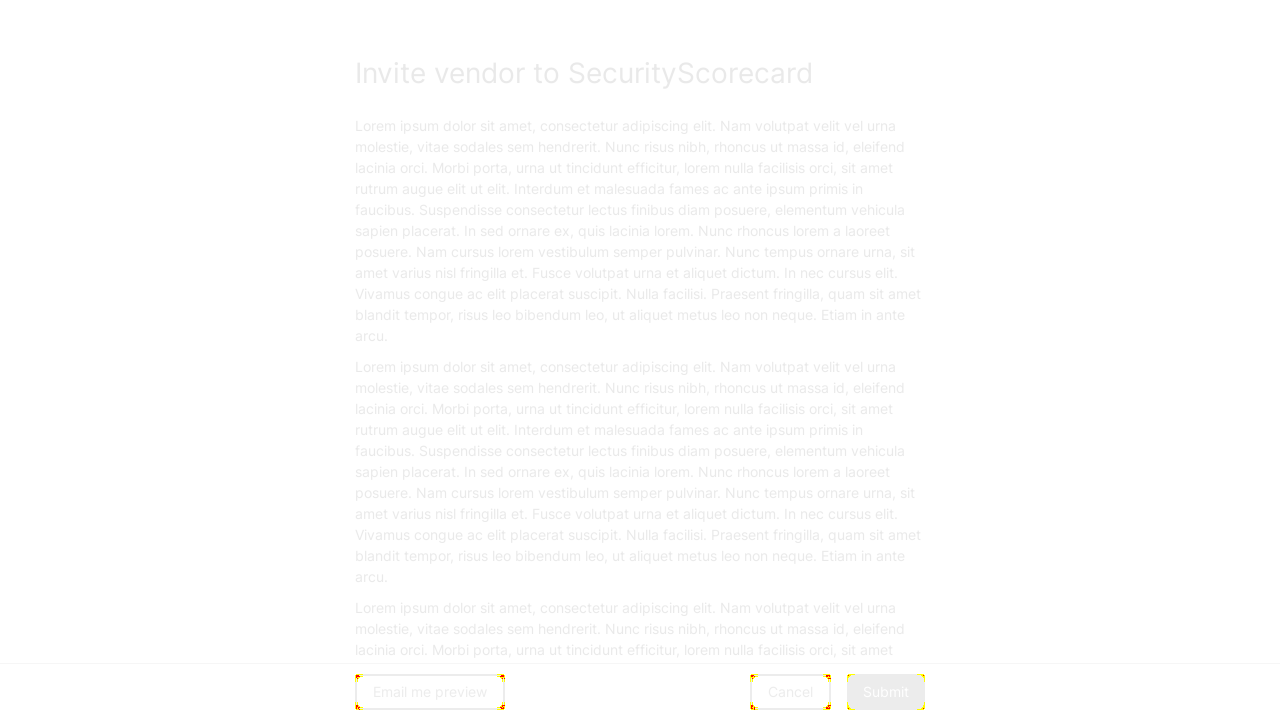 Invite vendor to SecurityScorecard
Lorem ipsum dolor sit amet, consectetur adipiscing elit. Nam volutpat velit vel urna
molestie, vitae sodales sem hendrerit. Nunc risus nibh, rhoncus ut massa id, eleifend
lacinia orci. Morbi porta, urna ut tincidunt efficitur, lorem nulla facilisis orci, sit amet
rutrum augue elit ut elit. Interdum et malesuada fames ac ante ipsum primis in
faucibus. Suspendisse consectetur lectus finibus diam posuere, elementum vehicula
sapien placerat. In sed ornare ex, quis lacinia lorem. Nunc rhoncus lorem a laoreet
posuere. Nam cursus lorem vestibulum semper pulvinar. Nunc tempus ornare urna, sit
amet varius nisl fringilla et. Fusce volutpat urna et aliquet dictum. In nec cursus elit.
Vivamus congue ac elit placerat suscipit. Nulla facilisi. Praesent fringilla, quam sit amet
blandit tempor, risus leo bibendum leo, ut aliquet metus leo non neque. Etiam in ante
arcu.
Lorem ipsum dolor sit amet, consectetur adipiscing elit. Nam volutpat velit vel urna
molestie, vitae sodales sem hendrerit. Nunc risus nibh, rhoncus ut massa id, eleifend
lacinia orci. Morbi porta, urna ut tincidunt efficitur, lorem nulla facilisis orci, sit amet
rutrum augue elit ut elit. Interdum et malesuada fames ac ante ipsum primis in
faucibus. Suspendisse consectetur lectus finibus diam posuere, elementum vehicula
sapien placerat. In sed ornare ex, quis lacinia lorem. Nunc rhoncus lorem a laoreet
posuere. Nam cursus lorem vestibulum semper pulvinar. Nunc tempus ornare urna, sit
amet varius nisl fringilla et. Fusce volutpat urna et aliquet dictum. In nec cursus elit.
Vivamus congue ac elit placerat suscipit. Nulla facilisi. Praesent fringilla, quam sit amet
blandit tempor, risus leo bibendum leo, ut aliquet metus leo non neque. Etiam in ante
arcu.
Lorem ipsum dolor sit amet, consectetur adipiscing elit. Nam volutpat velit vel urna
molestie, vitae sodales sem hendrerit. Nunc risus nibh, rhoncus ut massa id, eleifend
lacinia orci. Morbi porta, urna ut tincidunt efficitur, lorem nulla facilisis orci, sit amet
Email me preview Cancel Submit